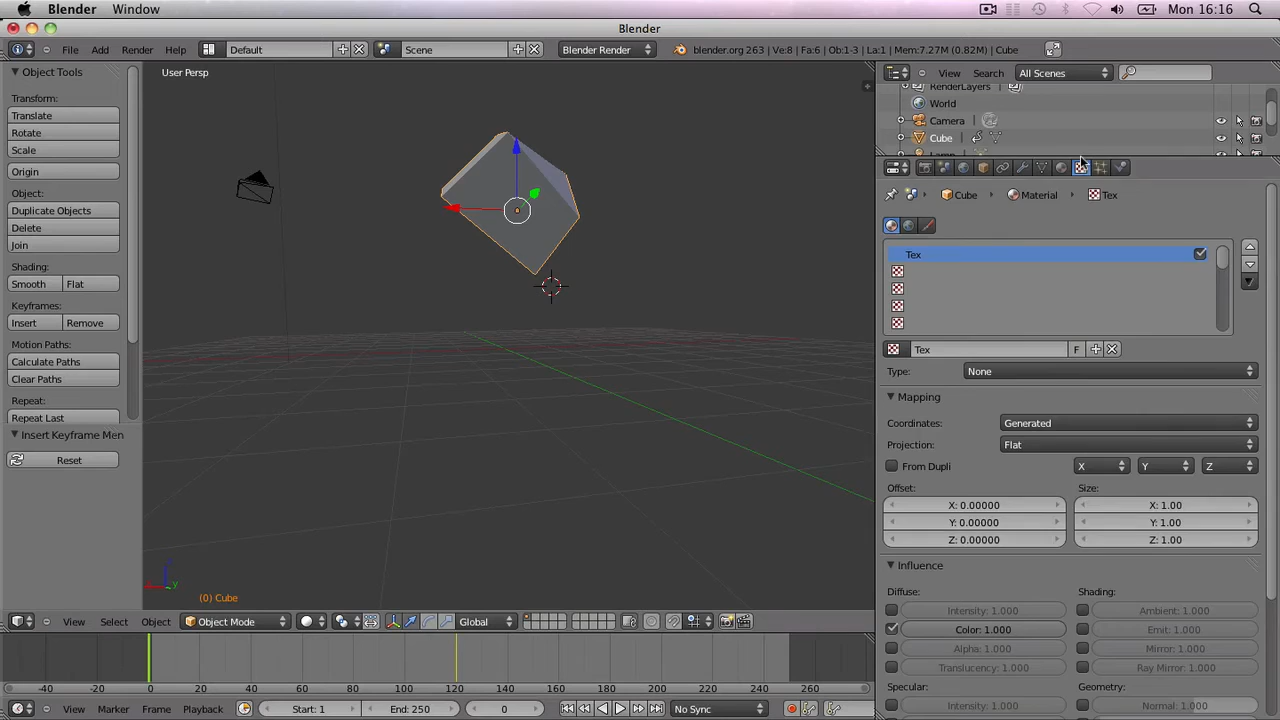 Blender Window Mon 16:16
Blender
File Add Render Help Default Scene Blender Render blender.org 263 | Ve:8 | Fa:6 | Ob:1-3 | La:1 | Mem:7.27M (0.82M) | Cube
Object Tools
Transform:
Translate
Rotate
Scale
Origin
Object:
Duplicate Objects
Delete
Join
Shading:
Smooth Flat
Keyframes:
Insert Remove
Motion Paths:
Calculate Paths
Clear Paths
Repeat:
Repeat Last
Insert Keyframe Men
Reset
User Persp
(0) Cube
View Select Object Object Mode Global
-40 -20 0 20 40 60 80 100 120 140 160 180 200 220 240 260
View Marker Frame Playback Start: 1 End: 250 0 No Sync
View Search All Scenes
RenderLayers
World
Camera
Cube
Lamp
Cube Material Tex
Tex
Tex F
Type: None
Mapping
Coordinates: Generated
Projection: Flat
From Dupli X Y Z
Offset: Size:
X: 0.00000 X: 1.00
Y: 0.00000 Y: 1.00
Z: 0.00000 Z: 1.00
Influence
Diffuse: Shading:
Intensity: 1.000 Ambient: 1.000
Color: 1.000 Emit: 1.000
Alpha: 1.000 Mirror: 1.000
Translucency: 1.000 Ray Mirror: 1.000
Specular: Geometry:
Intensity: 1.000 Normal: 1.000